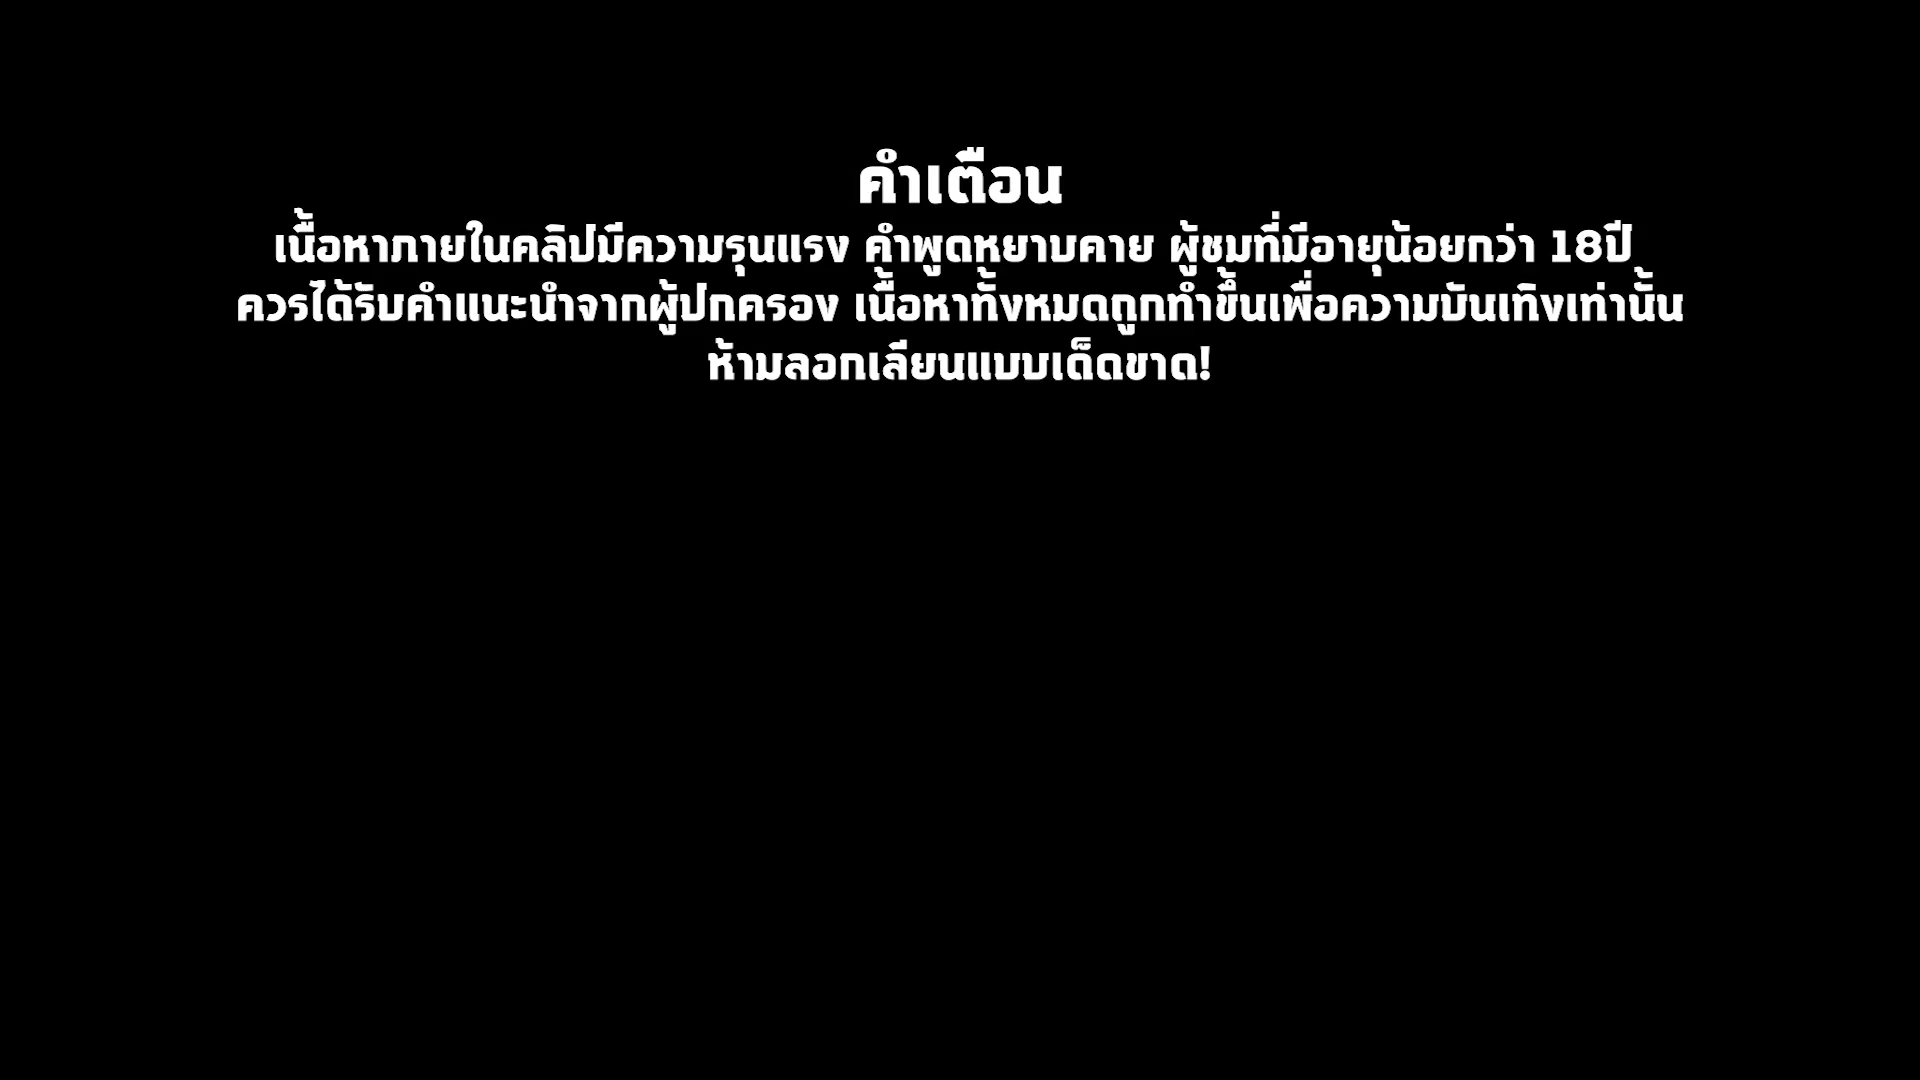 คำเตือน
เนื้อหาภายในคลิปมีความรุนแรง คำพูดหยาบคาย ผู้ชมที่มีอายุน้อยกว่า 18ปี
ควรได้รับคำแนะนำจากผู้ปกครอง เนื้อหาทั้งหมดถูกทำขึ้นเพื่อความบันเทิงเท่านั้น
ห้ามลอกเลียนแบบเด็ดขาด!